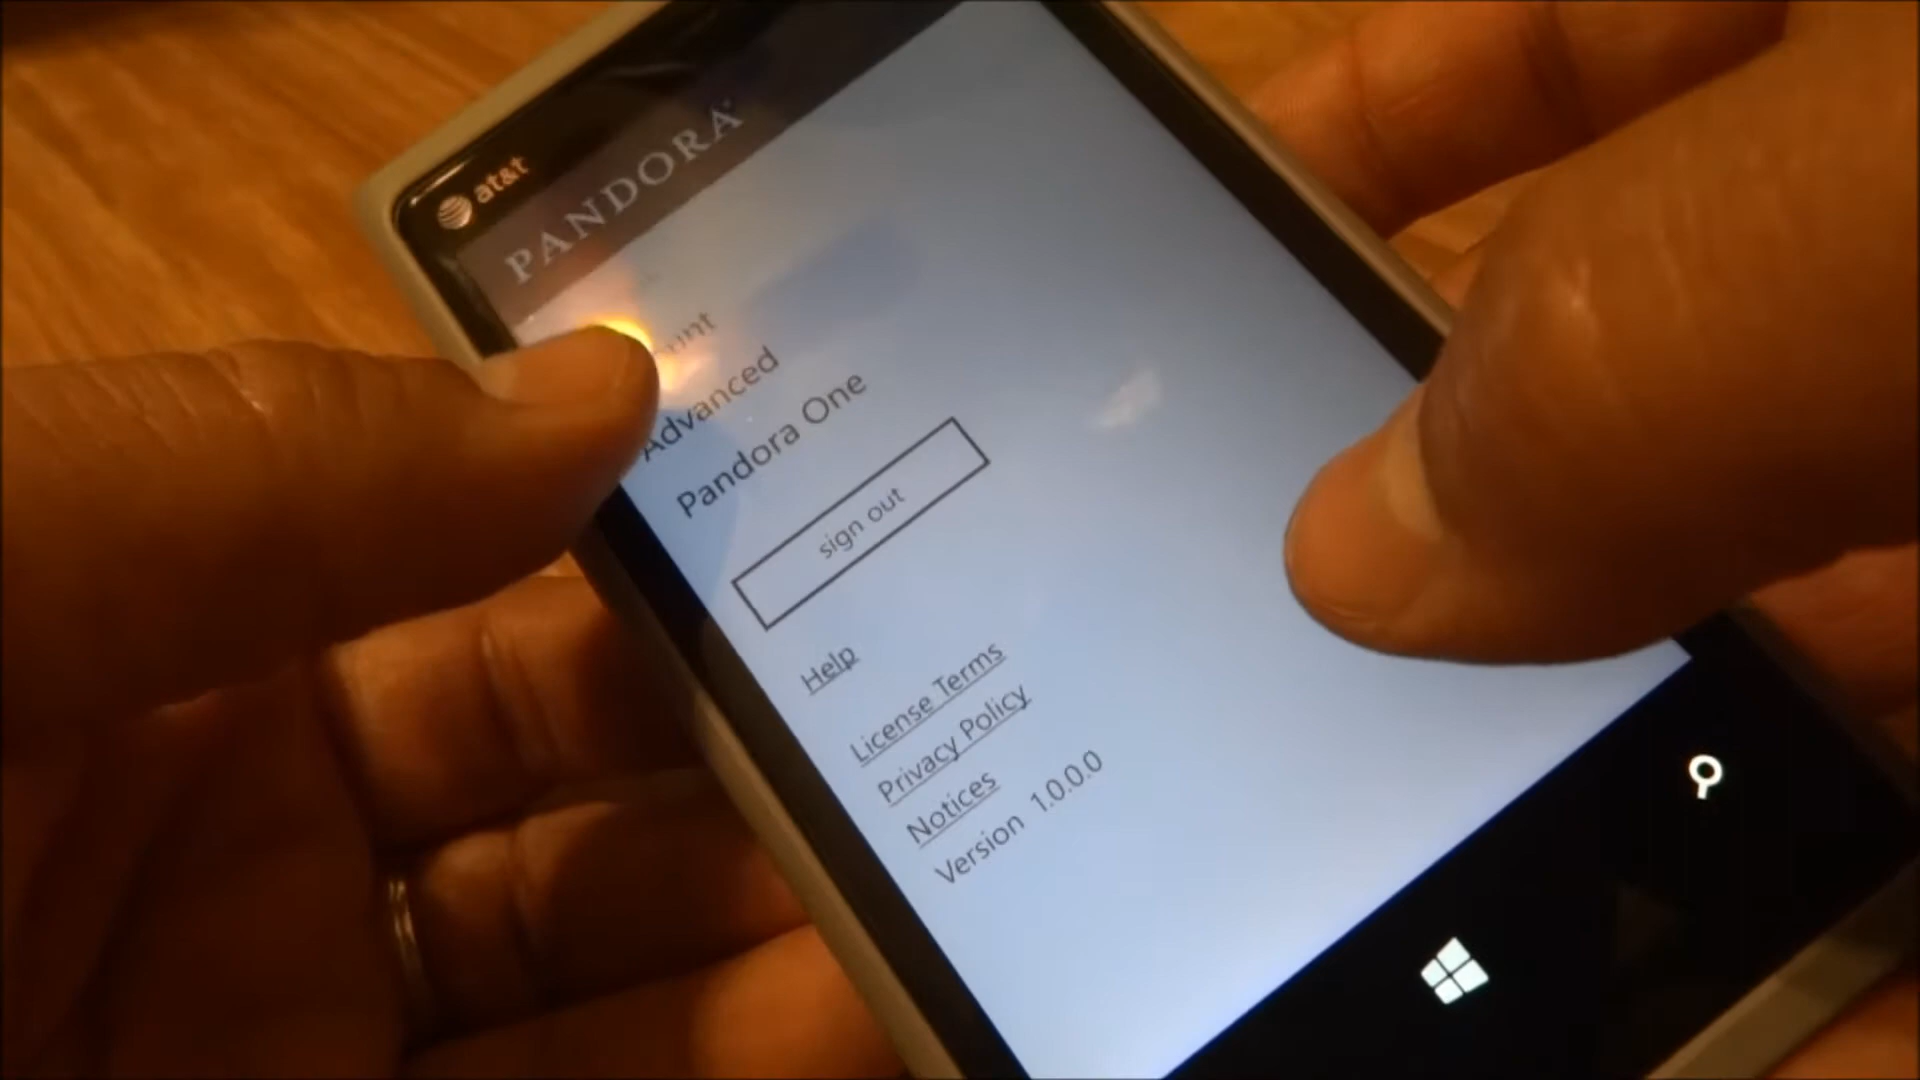 at&t
PANDORA
Advanced
Pandora One
sign out
Help
License Terms
Privacy Policy
Notices
Version 1.0.0.0